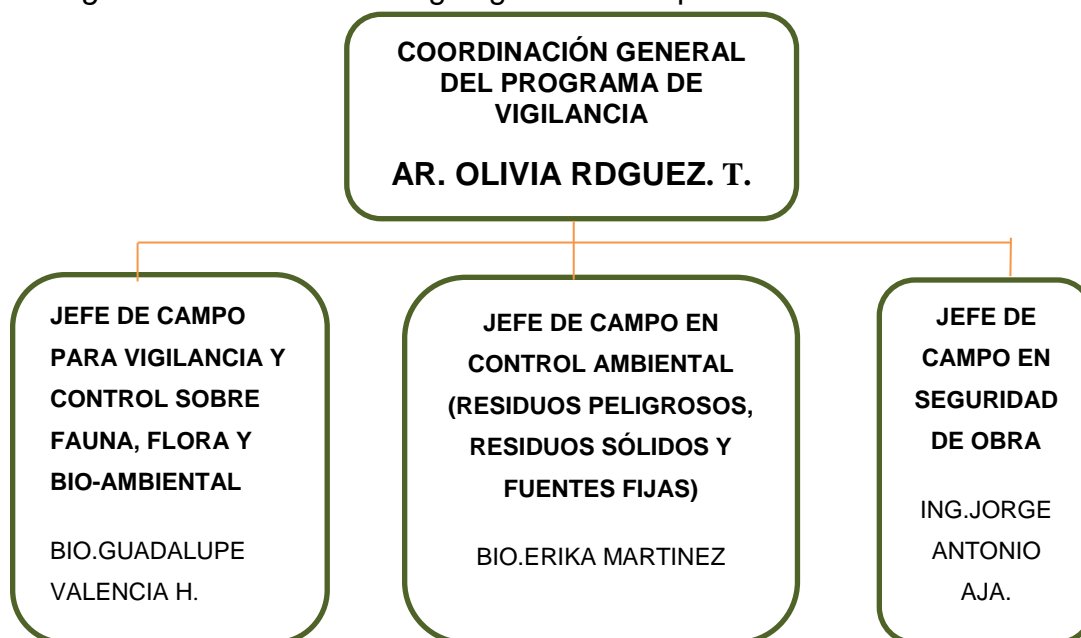 COORDINACIÓN GENERAL
DEL PROGRAMA DE
VIGILANCIA
AR. OLIVIA RDGUEZ. T.
JEFE DE CAMPO
PARA VIGILANCIA Y
CONTROL SOBRE
FAUNA, FLORA Y
BIO-AMBIENTAL
BIO.GUADALUPE
VALENCIA H.
JEFE DE CAMPO EN
CONTROL AMBIENTAL
(RESIDUOS PELIGROSOS,
RESIDUOS SÓLIDOS Y
FUENTES FIJAS)
BIO.ERIKA MARTINEZ
JEFE DE
CAMPO EN
SEGURIDAD
DE OBRA
ING.JORGE
ANTONIO
AJA.